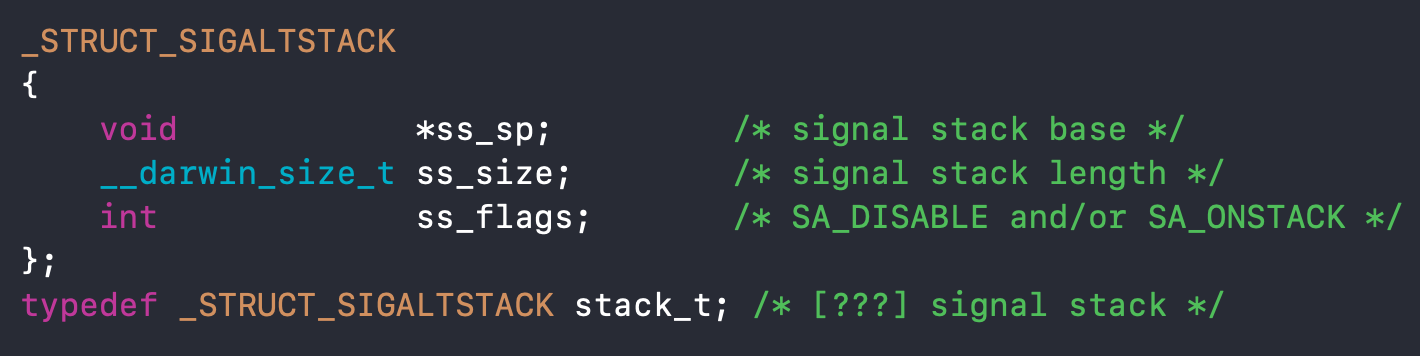 _STRUCT_SIGALTSTACK
{
    void            *ss_sp;         /* signal stack base */
    __darwin_size_t ss_size;        /* signal stack length */
    int             ss_flags;       /* SA_DISABLE and/or SA_ONSTACK */
};
typedef _STRUCT_SIGALTSTACK stack_t; /* [???] signal stack */